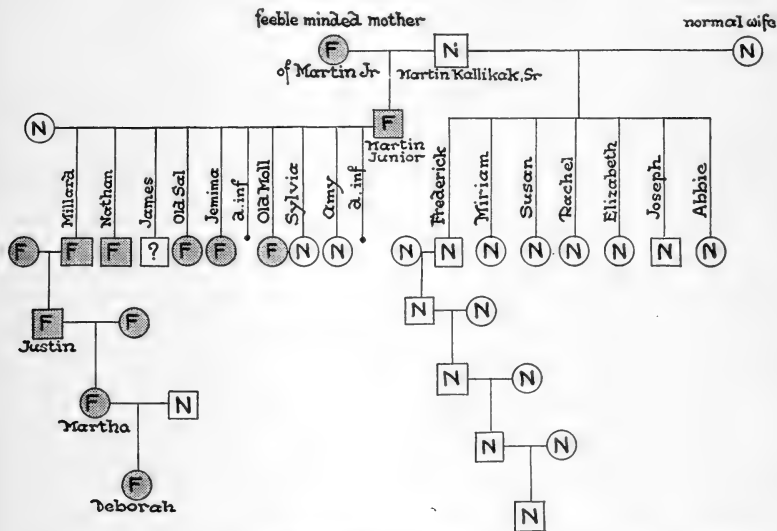 feeble minded mother
normal wife
F N N
of Martin Jr Martin Kallikak, Sr
N F
Martin
Junior
Millard
Nathan
James
Old Sal
Jemima
d. inf
Old Moll
Sylvia
Amy
d. inf
Frederick
Miriam
Susan
Rachel
Elizabeth
Joseph
Abbie
F F F ? F F F N N N N N N N N N N
N N
F F
Justin
N N
F N
Martha
N N
F
Deborah
N